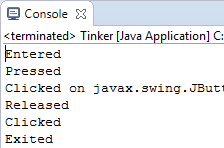 Console
<terminated> Tinker [Java Application] C:
Entered
Pressed
Clicked on javax.swing.JButt
Released
Clicked
Exited